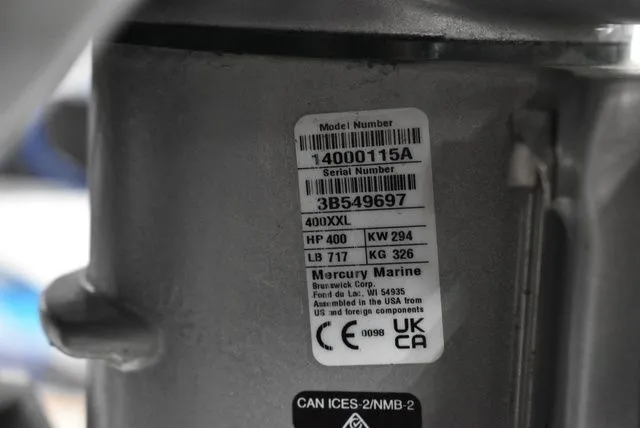 Model Number
14000115A
Serial Number
3B549697
400XXL
HP 400 KW 294
LB 717 KG 326
Mercury Marine
Brunswick Corp.
Fond du Lac, WI 54935
Assembled in the USA from
US and foreign components
CE 0098 UK
CA
CAN ICES-2/NMB-2